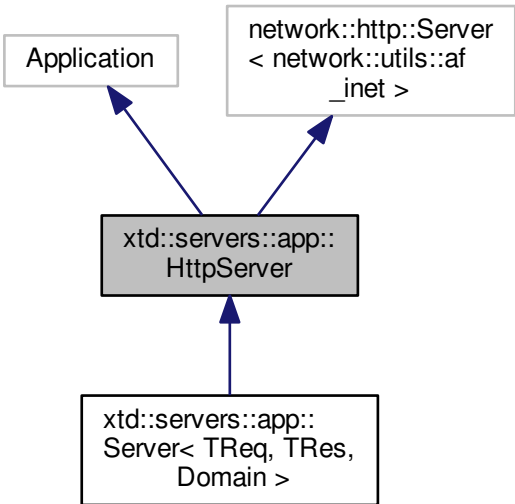 Application
network::http::Server
< network::utils::af
_inet >
xtd::servers::app::
HttpServer
xtd::servers::app::
Server< TReq, TRes,
Domain >